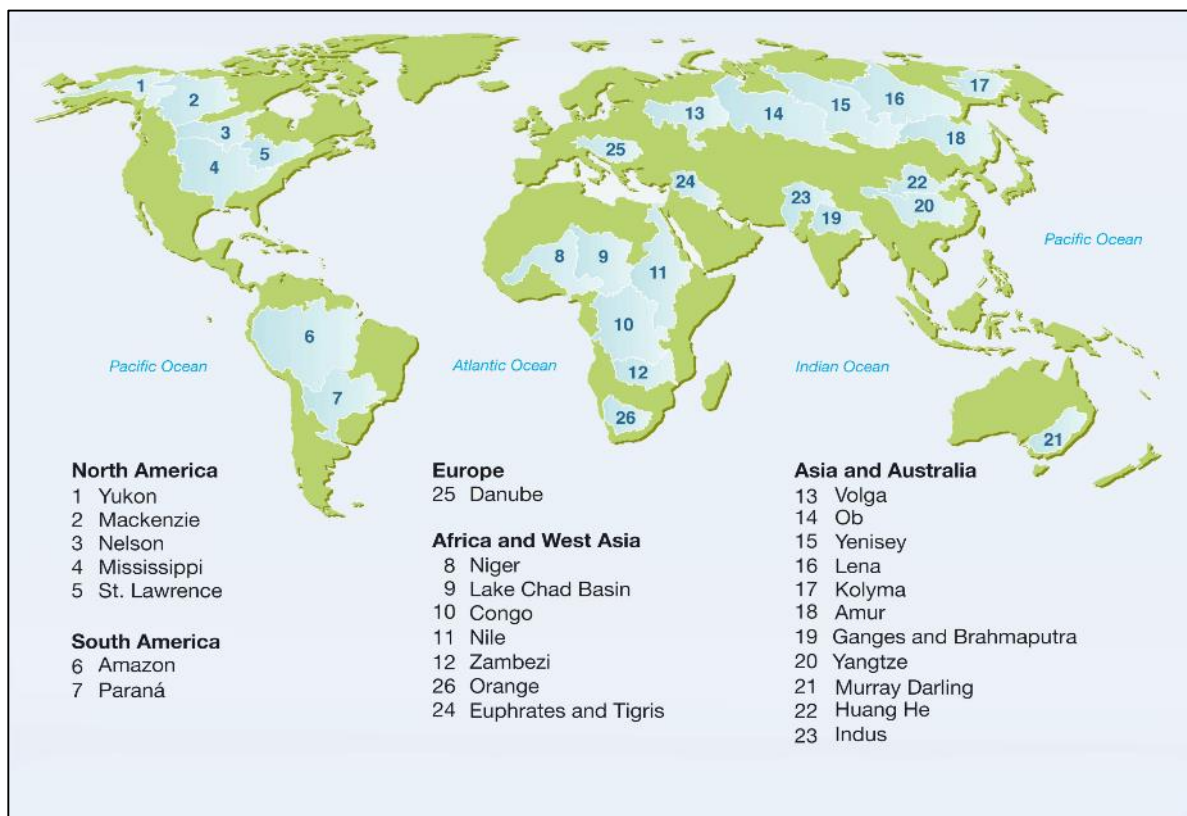 1
2
3
4
5
6
7
8
9
10
11
12
13
14
15
16
17
18
19
20
21
22
23
24
25
26
Pacific Ocean
Pacific Ocean
Atlantic Ocean
Indian Ocean
North America
1 Yukon
2 Mackenzie
3 Nelson
4 Mississippi
5 St. Lawrence
South America
6 Amazon
7 Paraná
Europe
25 Danube
Africa and West Asia
8 Niger
9 Lake Chad Basin
10 Congo
11 Nile
12 Zambezi
26 Orange
24 Euphrates and Tigris
Asia and Australia
13 Volga
14 Ob
15 Yenisey
16 Lena
17 Kolyma
18 Amur
19 Ganges and Brahmaputra
20 Yangtze
21 Murray Darling
22 Huang He
23 Indus